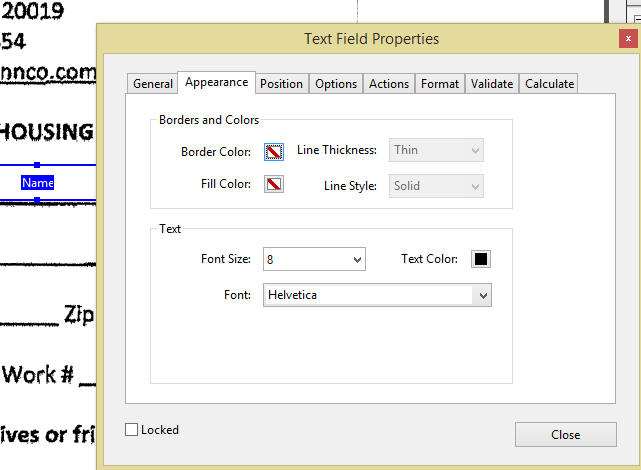 20019
54
nnco.com
HOUSING
Name
Zip
Work #
ives or fri
Text Field Properties
x
General Appearance Position Options Actions Format Validate Calculate
Borders and Colors
Border Color: Line Thickness: Thin
Fill Color: Line Style: Solid
Text
Font Size: 8 Text Color:
Font: Helvetica
Locked
Close